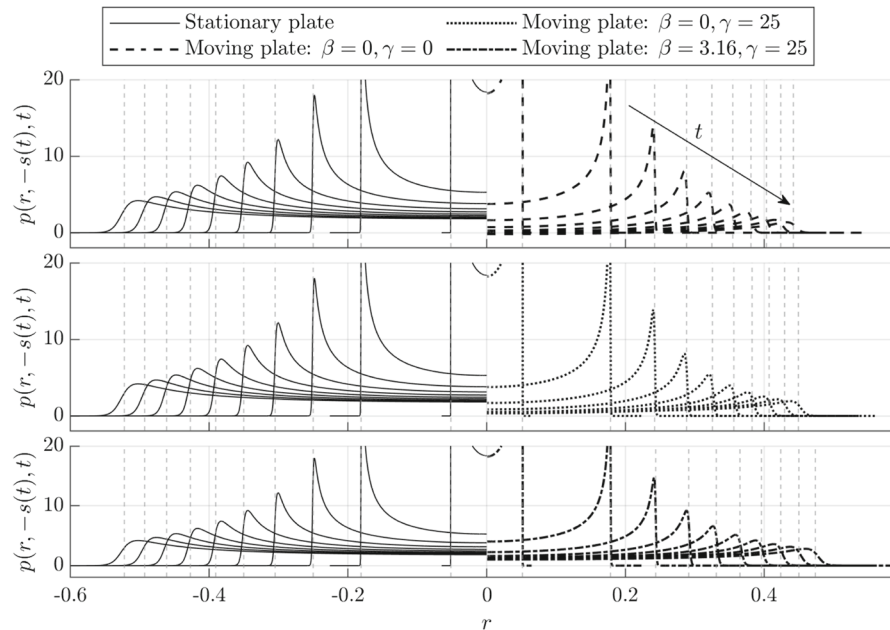 Stationary plate
Moving plate: β = 0, γ = 0
Moving plate: β = 0, γ = 25
Moving plate: β = 3.16, γ = 25
20
10
0
p(r, −s(t), t)
t
20
10
0
p(r, −s(t), t)
20
10
0
p(r, −s(t), t)
-0.6 -0.4 -0.2 0 0.2 0.4
r